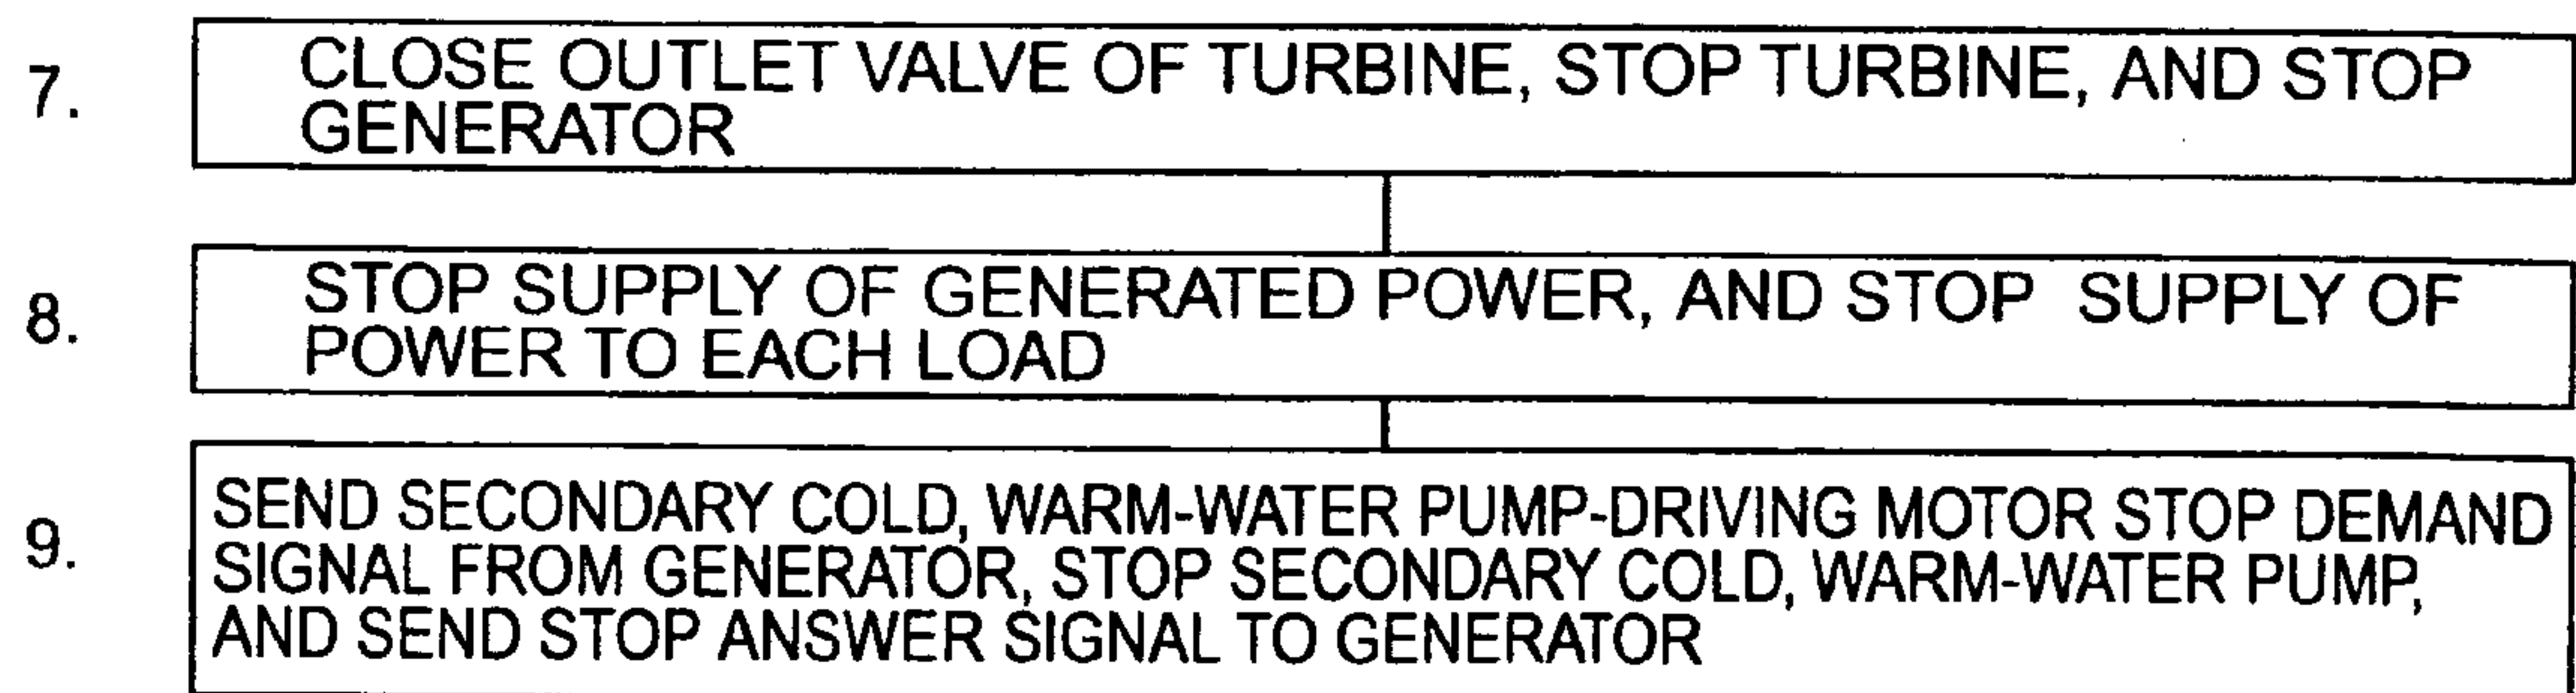 7. CLOSE OUTLET VALVE OF TURBINE, STOP TURBINE, AND STOP
GENERATOR
8. STOP SUPPLY OF GENERATED POWER, AND STOP SUPPLY OF
POWER TO EACH LOAD
9. SEND SECONDARY COLD, WARM-WATER PUMP-DRIVING MOTOR STOP DEMAND
SIGNAL FROM GENERATOR, STOP SECONDARY COLD, WARM-WATER PUMP,
AND SEND STOP ANSWER SIGNAL TO GENERATOR